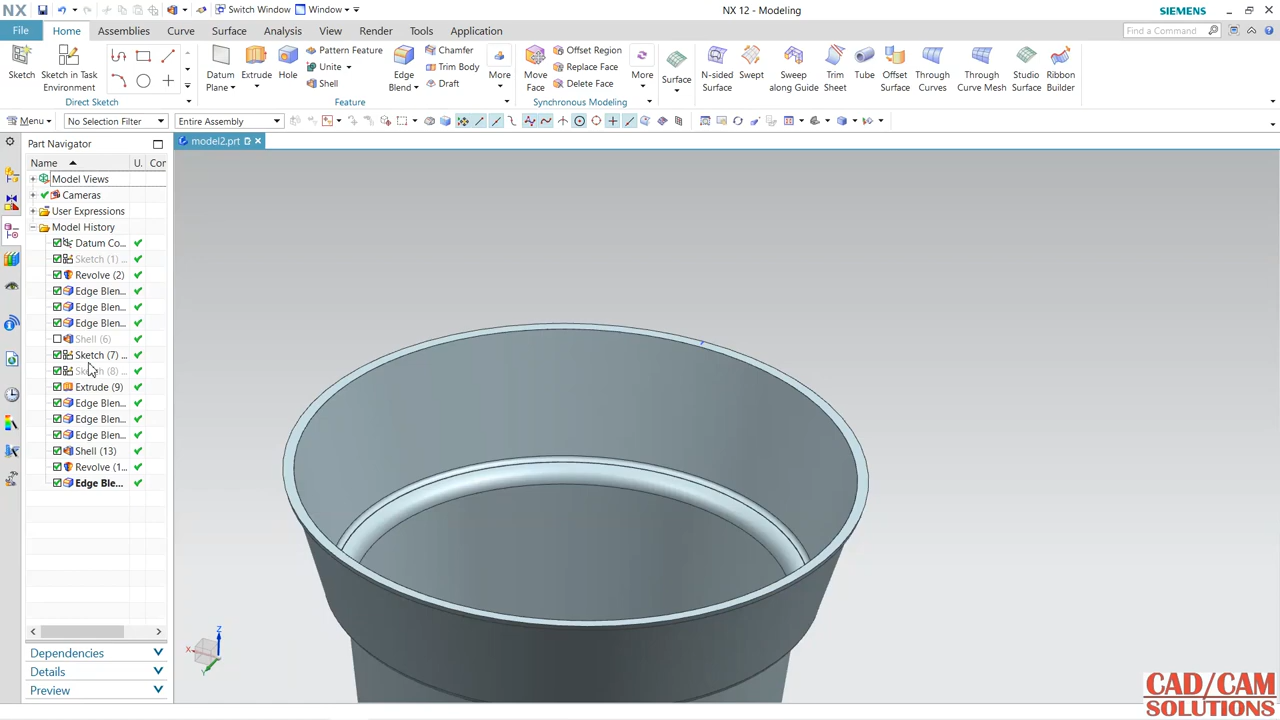 NX
Switch Window
Window
NX 12 - Modeling
SIEMENS
File
Home
Assemblies
Curve
Surface
Analysis
View
Render
Tools
Application
Find a Command
Sketch
Sketch in Task
Environment
Direct Sketch
Datum
Plane
Extrude
Hole
Pattern Feature
Unite
Shell
Edge
Blend
Chamfer
Trim Body
Draft
More
Feature
Move
Face
Offset Region
Replace Face
Delete Face
More
Synchronous Modeling
Surface
N-sided
Surface
Swept
Sweep
along Guide
Trim
Sheet
Tube
Offset
Surface
Through
Curves
Through
Curve Mesh
Studio
Surface
Ribbon
Builder
Menu
No Selection Filter
Entire Assembly
Part Navigator
model2.prt
Name
U.
Cor
Model Views
Cameras
User Expressions
Model History
Datum Co...
Sketch (1)
Revolve (2)
Edge Blen...
Edge Blen...
Edge Blen...
Shell (6)
Sketch (7) ...
Sketch (8) ...
Extrude (9)
Edge Blen...
Edge Blen...
Edge Blen...
Shell (13)
Revolve (1...
Edge Ble...
Dependencies
Details
Preview
Z
X
Y
CAD/CAM
SOLUTIONS